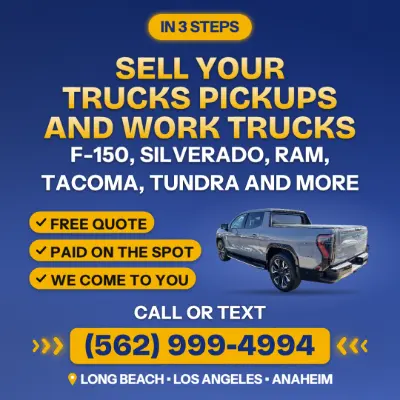 IN 3 STEPS
SELL YOUR
TRUCKS PICKUPS
AND WORK TRUCKS
F-150, SILVERADO, RAM,
TACOMA, TUNDRA AND MORE
FREE QUOTE
PAID ON THE SPOT
WE COME TO YOU
CALL OR TEXT
(562) 999-4994
LONG BEACH • LOS ANGELES • ANAHEIM